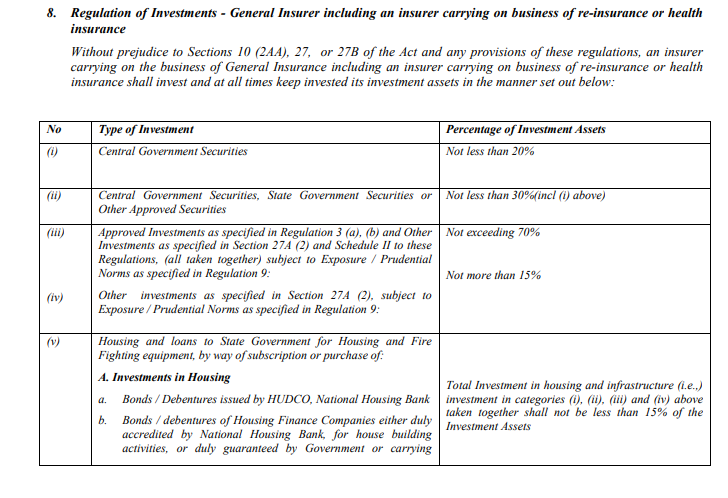 8. Regulation of Investments - General Insurer including an insurer carrying on business of re-insurance or health
insurance
Without prejudice to Sections 10 (2AA), 27, or 27B of the Act and any provisions of these regulations, an insurer
carrying on the business of General Insurance including an insurer carrying on business of re-insurance or health
insurance shall invest and at all times keep invested its investment assets in the manner set out below:
No Type of Investment Percentage of Investment Assets
(i) Central Government Securities Not less than 20%
(ii) Central Government Securities, State Government Securities or Not less than 30%(incl (i) above)
Other Approved Securities
(iii) Approved Investments as specified in Regulation 3 (a), (b) and Other Not exceeding 70%
Investments as specified in Section 27A (2) and Schedule II to these
Regulations, (all taken together) subject to Exposure / Prudential
Norms as specified in Regulation 9:
Not more than 15%
(iv) Other investments as specified in Section 27A (2), subject to
Exposure / Prudential Norms as specified in Regulation 9:
(v) Housing and loans to State Government for Housing and Fire
Fighting equipment, by way of subscription or purchase of:
A. Investments in Housing
a. Bonds / Debentures issued by HUDCO, National Housing Bank
b. Bonds / debentures of Housing Finance Companies either duly
accredited by National Housing Bank, for house building
activities, or duly guaranteed by Government or carrying
Total Investment in housing and infrastructure (i.e.,)
investment in categories (i), (ii), (iii) and (iv) above
taken together shall not be less than 15% of the
Investment Assets